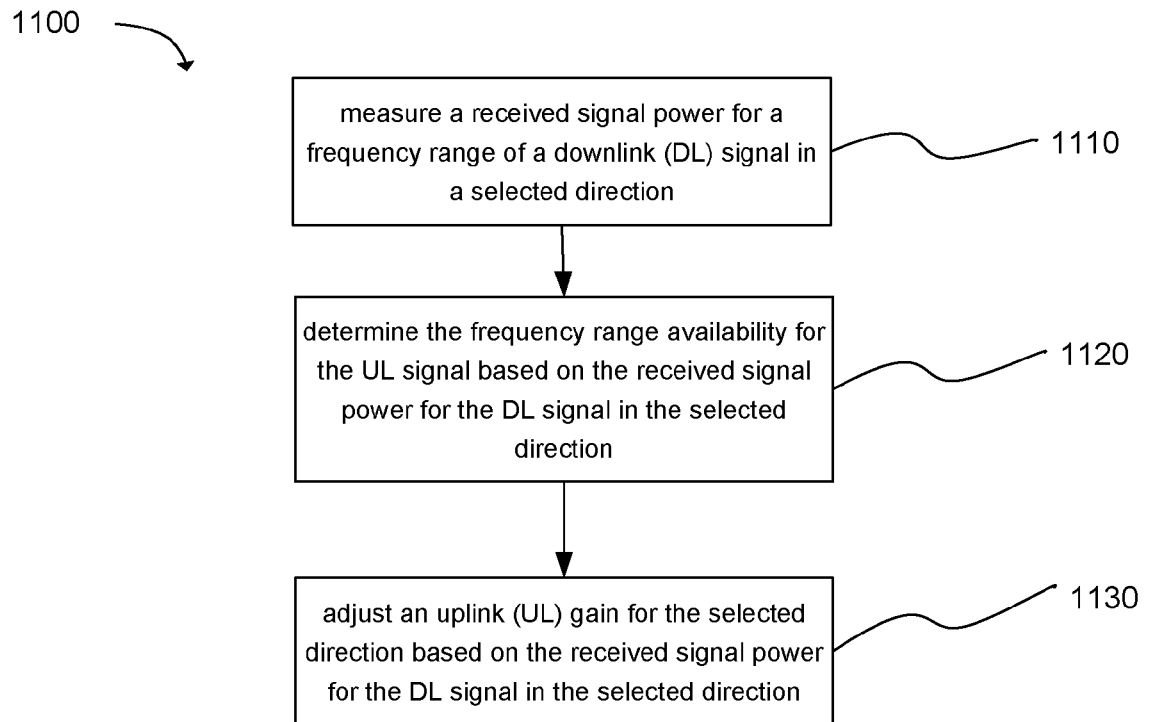 1100
measure a received signal power for a
frequency range of a downlink (DL) signal in
a selected direction
1110
determine the frequency range availability for
the UL signal based on the received signal
power for the DL signal in the selected
direction
1120
adjust an uplink (UL) gain for the selected
direction based on the received signal power
for the DL signal in the selected direction
1130